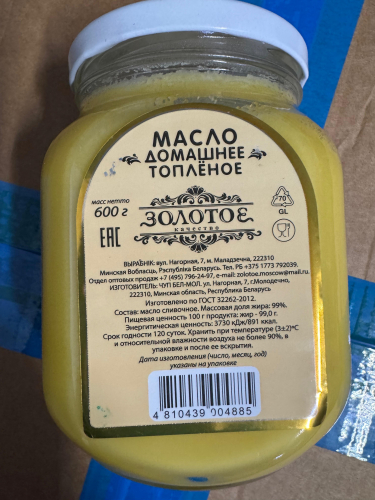 МАСЛО
ДОМАШНЕЕ
ТОПЛЁНОЕ
масс нетто
600 г
ЗОЛОТОЕ
качество
70
GL
ВЫРАБНІК: вул. Нагорная, 7, м. Маладзечна, 222310
Минская Вобласць, Рэспублiка Беларусь. Тел. РБ +375 1773 792039.
Отдел оптовых продаж +7 (495) 796-24-97, e-mail: zolotoe.moscow@mail.ru
ИЗГОТОВИТЕЛЬ: ЧУП БЕЛ-МОЛ. ул. Нагорная, 7, г.Молодечно,
222310, Минская область, Республика Беларусь
Изготовлено по ГОСТ 32262-2012.
Состав: масло сливочное. Массовая доля жира: 99%.
Пищевая ценность 100 г продукта: жир - 99,0 г.
Энергитическая ценность: 3730 кДж/891 ккал.
Срок годности 120 суток. Хранить при температуре (3±2)°С
и относительной влажности воздуха не более 90%, в
упаковке и после ее вскрытия.
Дата изготовления (число, месяц, год)
указаны на упаковке
4 810439 004885